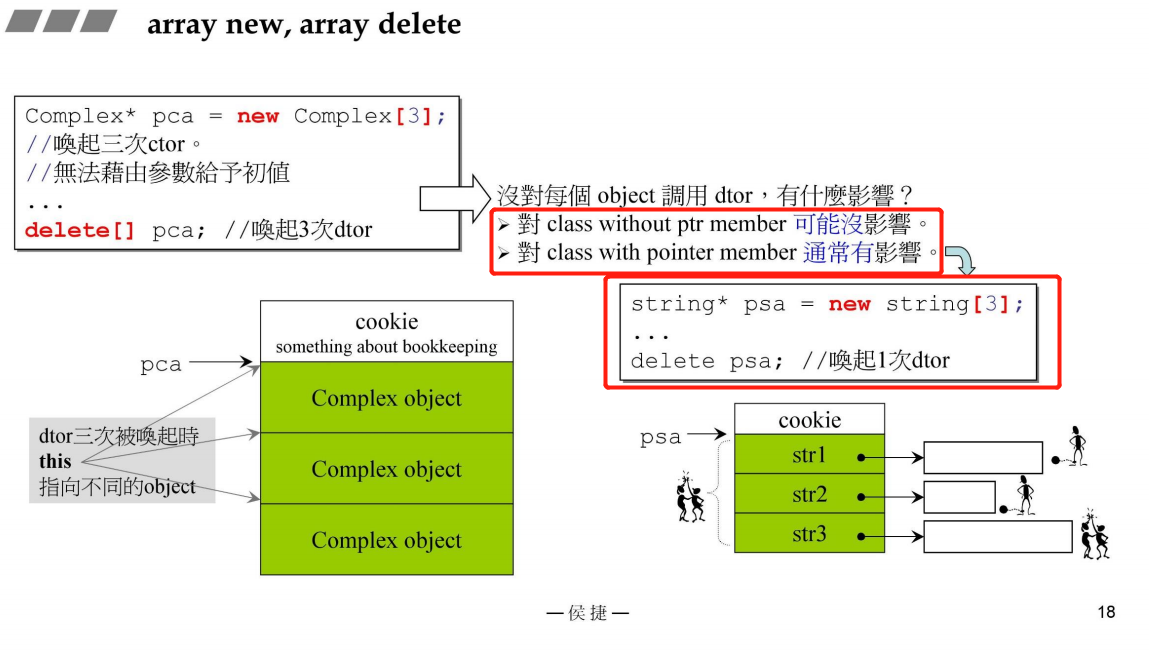 array new, array delete
Complex* pca = new Complex[3];
//喚起三次ctor。
//無法藉由參數給予初值
...
delete[] pca; //喚起3次dtor
沒對每個 object 調用 dtor，有什麼影響？
➢ 對 class without ptr member 可能沒影響。
➢ 對 class with pointer member 通常有影響。
string* psa = new string[3];
...
delete psa; //喚起1次dtor
cookie
something about bookkeeping
pca
Complex object
Complex object
Complex object
dtor三次被喚起時
this
指向不同的object
cookie
psa
str1
str2
str3
—侯捷—
18